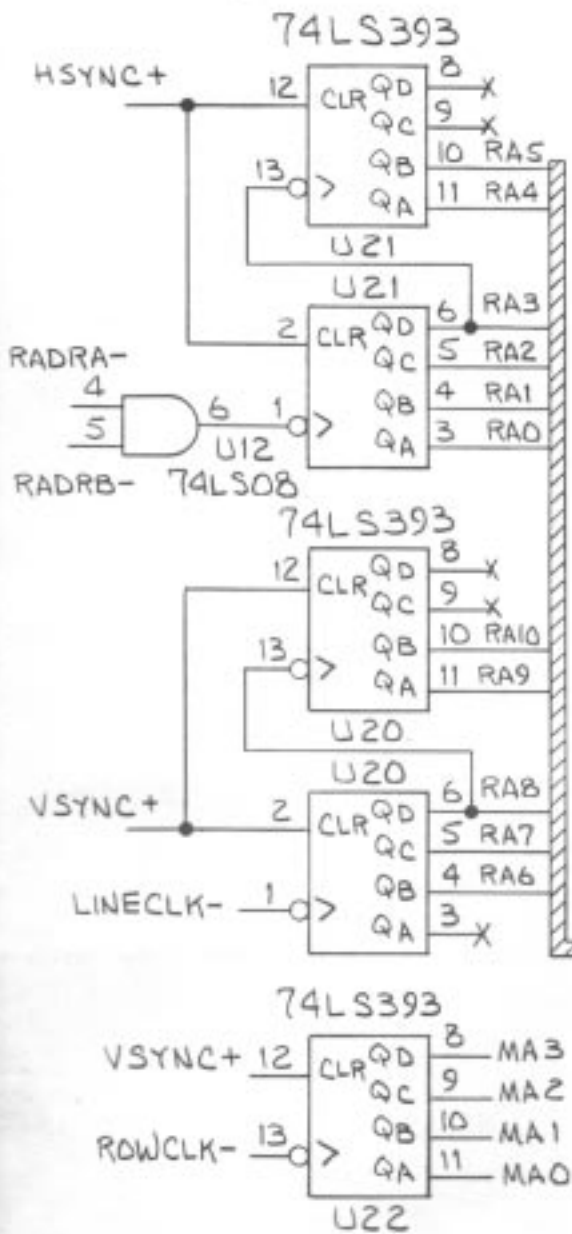 74LS393
HSYNC+ 12 CLR QD 8 X
QC 9 X
QB 10 RA5
13 > QA 11 RA4
U21
U21
2 CLR QD 6 RA3
RADRA- QC 5 RA2
4 QB 4 RA1
5 6 1 > QA 3 RA0
U12
RADRB- 74LS08
74LS393
12 CLR QD 8 X
QC 9 X
QB 10 RA10
13 > QA 11 RA9
U20
U20
VSYNC+ 2 CLR QD 6 RA8
QC 5 RA7
QB 4 RA6
LINECLK- 1 > QA 3 X
74LS393
VSYNC+ 12 CLR QD 8 MA3
QC 9 MA2
QB 10 MA1
ROWCLK- 13 > QA 11 MA0
U22